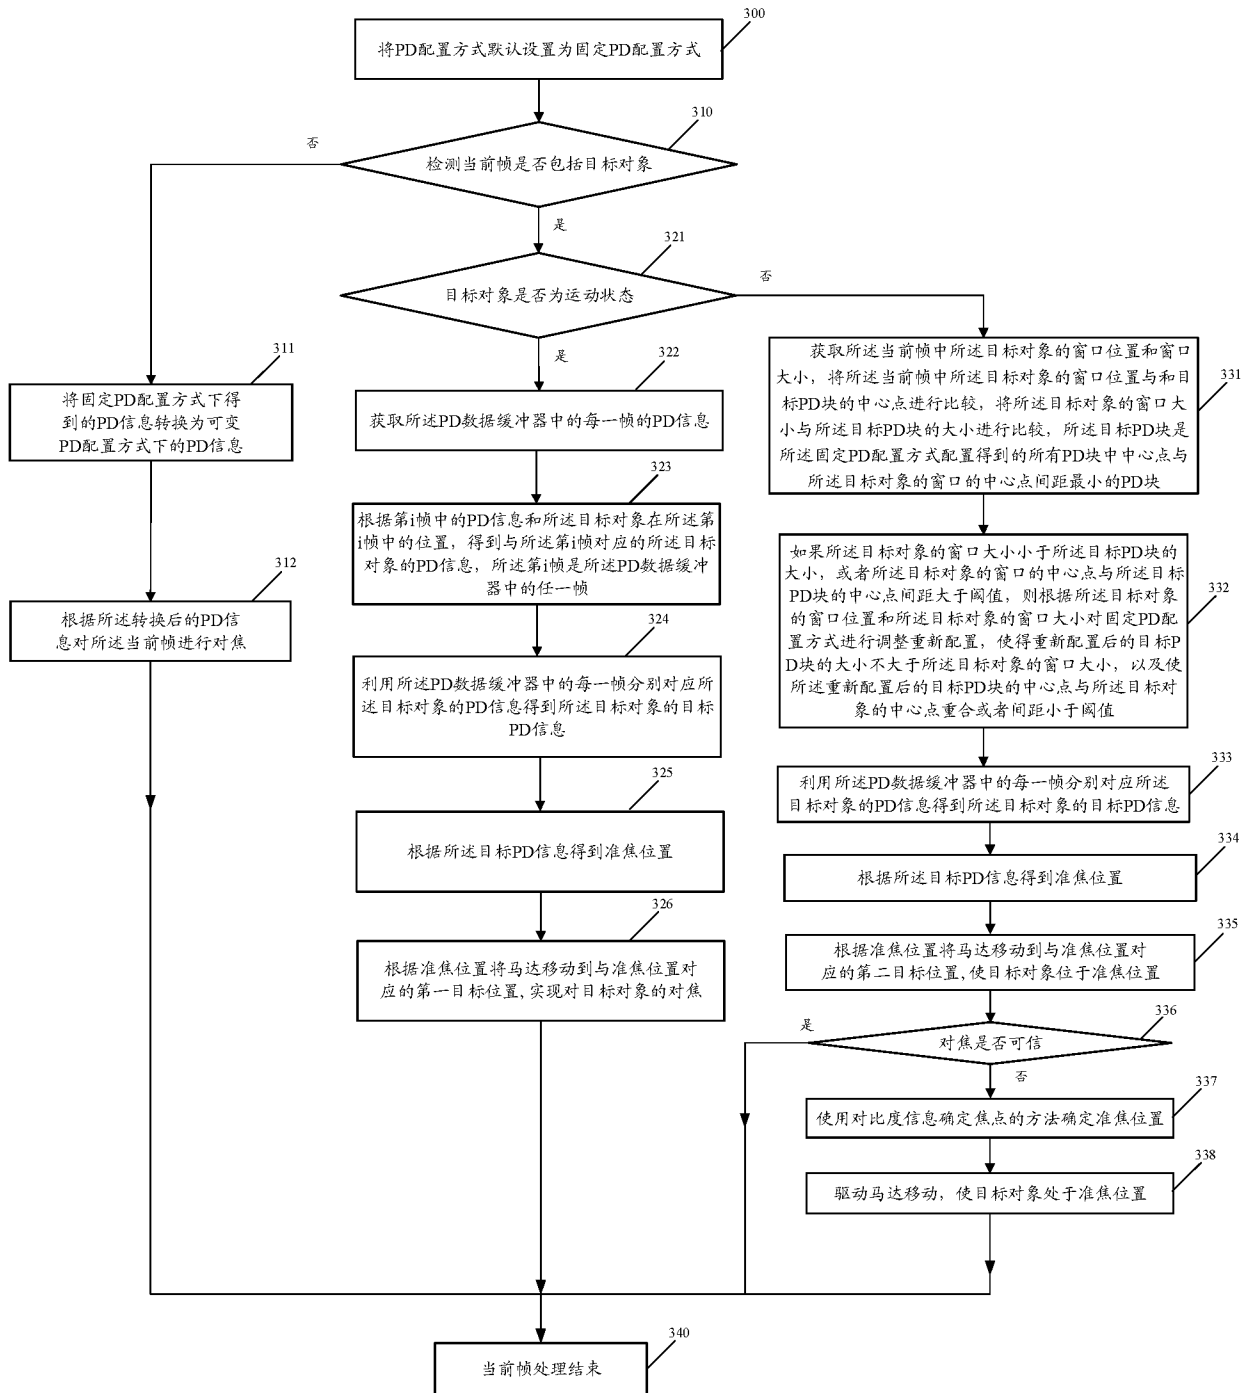 300
将PD配置方式默认设置为固定PD配置方式
310
否
检测当前帧是否包括目标对象
是
321
否
目标对象是否为运动状态
是
311
将固定PD配置方式下得
到的PD信息转换为可变
PD配置方式下的PD信息
312
根据所述转换后的PD信
息对所述当前帧进行对焦
322
获取所述PD数据缓冲器中的每一帧的PD信息
323
根据第i帧中的PD信息和所述目标对象在所述第
i帧中的位置，得到与所述第i帧对应的所述目标
对象的PD信息，所述第i帧是所述PD数据缓冲
器中的任一帧
324
利用所述PD数据缓冲器中的每一帧分别对应所
述目标对象的PD信息得到所述目标对象的目标
PD信息
325
根据所述目标PD信息得到准焦位置
326
根据准焦位置将马达移动到与准焦位置对
应的第一目标位置,实现对目标对象的对焦
331
获取所述当前帧中所述目标对象的窗口位置和窗口
大小，将所述当前帧中所述目标对象的窗口位置与和目
标PD块的中心点进行比较，将所述目标对象的窗口大
小与所述目标PD块的大小进行比较，所述目标PD块是
所述固定PD配置方式配置得到的所有PD块中中心点与
所述目标对象的窗口的中心点间距最小的PD块
332
如果所述目标对象的窗口大小小于所述目标PD块的
大小，或者所述目标对象的窗口的中心点与所述目标
PD块的中心点间距大于阈值，则根据所述目标对象
的窗口位置和所述目标对象的窗口大小对固定PD配
置方式进行调整重新配置，使得重新配置后的目标P
D块的大小不大于所述目标对象的窗口大小，以及使
所述重新配置后的目标PD块的中心点与所述目标对
象的中心点重合或者间距小于阈值
333
利用所述PD数据缓冲器中的每一帧分别对应所述
目标对象的PD信息得到所述目标对象的目标PD信息
334
根据所述目标PD信息得到准焦位置
335
根据准焦位置将马达移动到与准焦位置对
应的第二目标位置,使目标对象位于准焦位置
336
是
对焦是否可信
否
337
使用对比度信息确定焦点的方法确定准焦位置
338
驱动马达移动，使目标对象处于准焦位置
340
当前帧处理结束